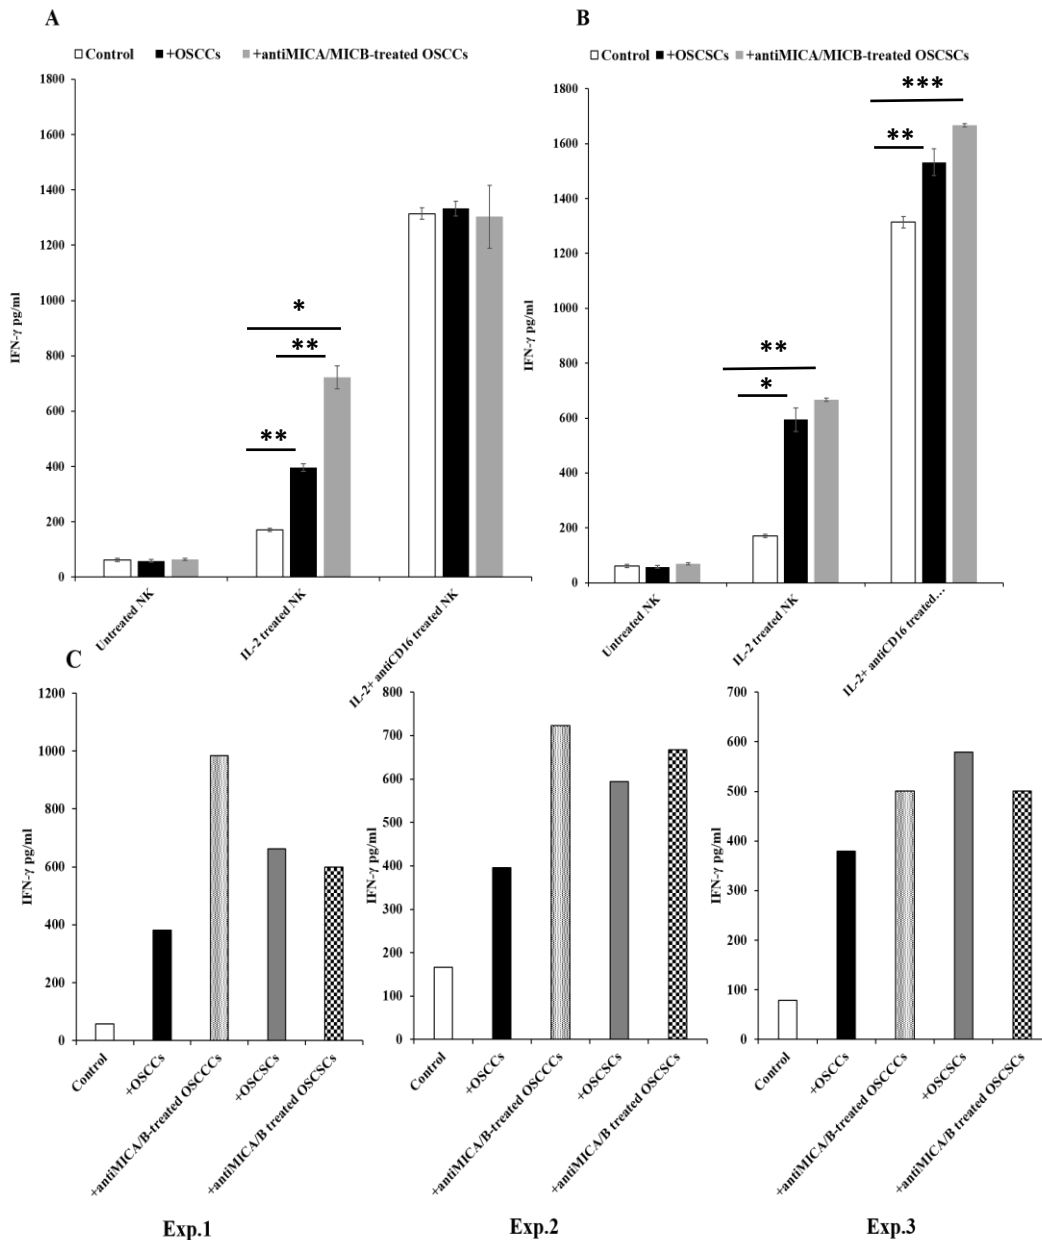 A
Control +OSCCs +antiMICA/MICB-treated OSCCs
1800
1600
1400
1200
1000
800
600
400
200
0
IFN-γ pg/ml
*
**
**
Untreated NK
IL-2 treated NK
IL-2+ antiCD16 treated NK
B
Control +OSCSCs +antiMICA/MICB-treated OSCSCs
1800
1600
1400
1200
1000
800
600
400
200
0
IFN-γ pg/ml
***
**
**
*
Untreated NK
IL-2 treated NK
IL-2+ antiCD16 treated…
C
1200
1000
800
600
400
200
0
IFN-γ pg/ml
Control
+OSCCs
+antiMICA/B-treated OSCCCs
+OSCSCs
+antiMICA/B treated OSCSCs
Exp.1
800
700
600
500
400
300
200
100
0
IFN-γ pg/ml
Control
+OSCCs
+antiMICA/B-treated OSCCCs
+OSCSCs
+antiMICA/B treated OSCSCs
Exp.2
700
600
500
400
300
200
100
0
IFN-γ pg/ml
Control
+OSCCs
+antiMICA/B-treated OSCCCs
+OSCSCs
+antiMICA/B treated OSCSCs
Exp.3